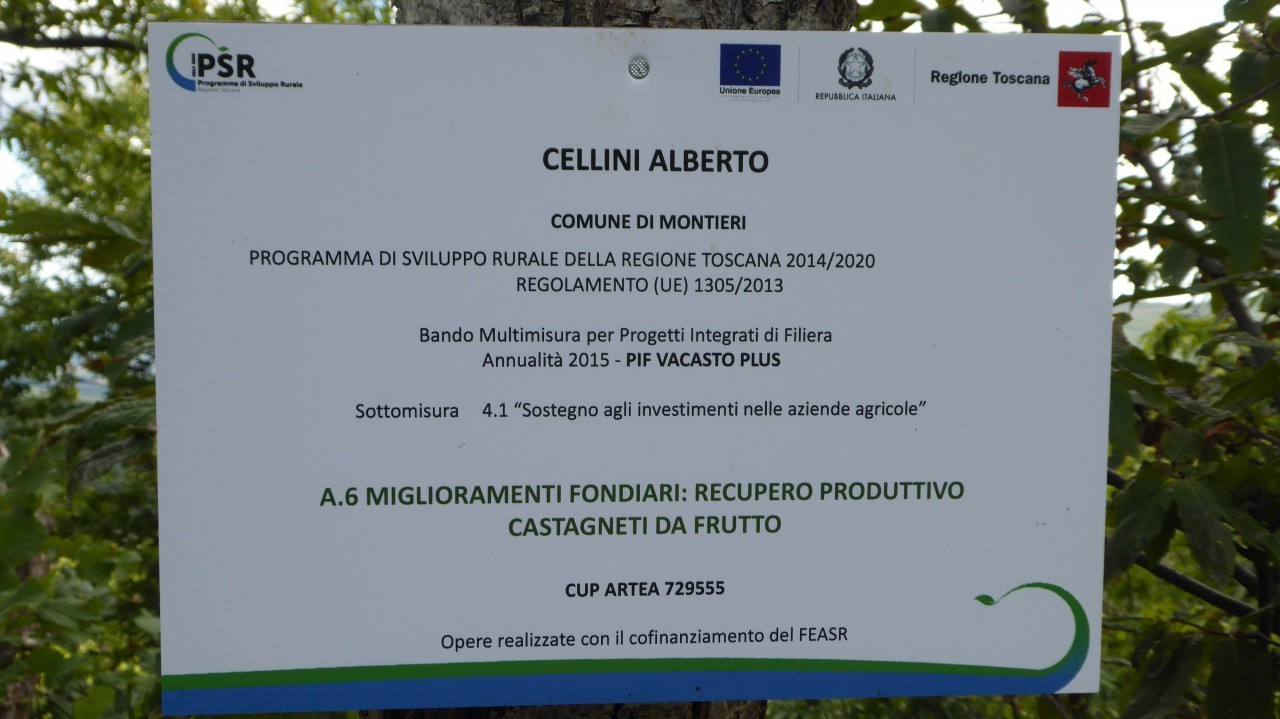 PSR
Programma di Sviluppo Rurale
Regione Toscana
Unione Europea
REPUBBLICA ITALIANA
Regione Toscana
CELLINI ALBERTO
COMUNE DI MONTIERI
PROGRAMMA DI SVILUPPO RURALE DELLA REGIONE TOSCANA 2014/2020
REGOLAMENTO (UE) 1305/2013
Bando Multimisura per Progetti Integrati di Filiera
Annualità 2015 - PIF VACASTO PLUS
Sottomisura 4.1 “Sostegno agli investimenti nelle aziende agricole”
A.6 MIGLIORAMENTI FONDIARI: RECUPERO PRODUTTIVO
CASTAGNETI DA FRUTTO
CUP ARTEA 729555
Opere realizzate con il cofinanziamento del FEASR